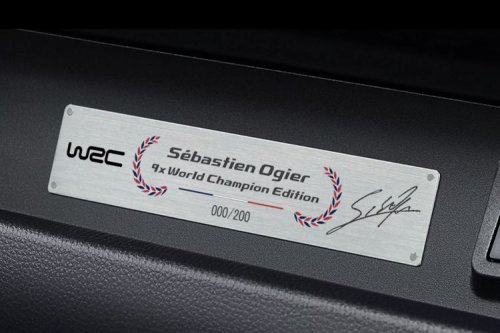 WRC
Sébastien Ogier
9x World Champion Edition
000/200